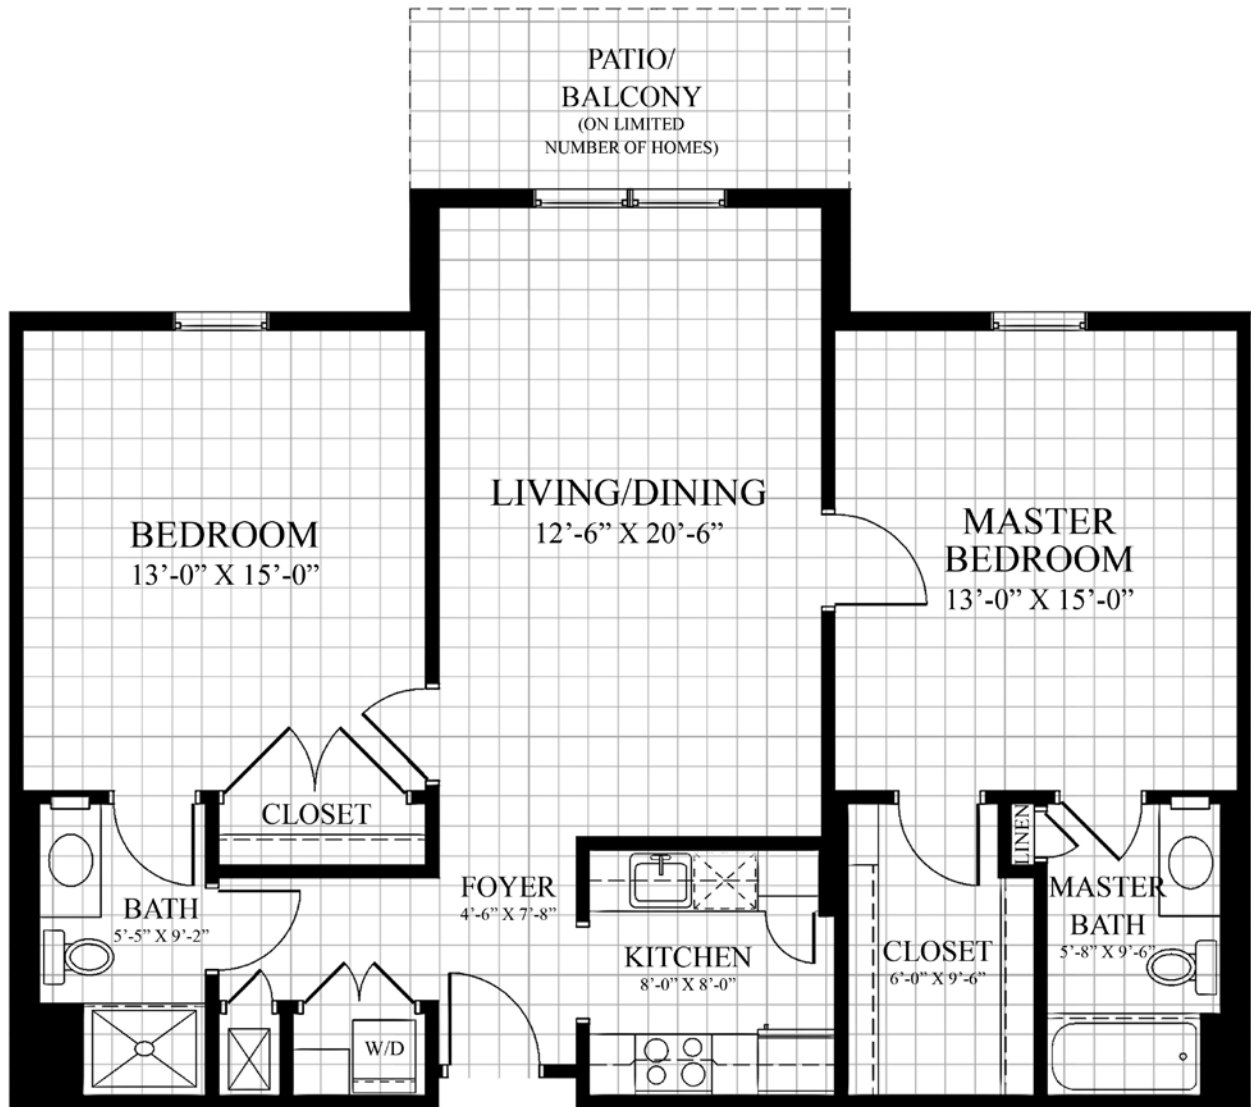 PATIO/
BALCONY
(ON LIMITED
NUMBER OF HOMES)
LIVING/DINING
12’-6” X 20’-6”
BEDROOM
13’-0” X 15’-0”
MASTER
BEDROOM
13’-0” X 15’-0”
CLOSET
LINEN
FOYER
4’-6” X 7’-8”
BATH
5’-5” X 9’-2”
MASTER
BATH
5’-8” X 9’-6”
KITCHEN
8’-0” X 8’-0”
CLOSET
6’-0” X 9’-6”
W/D